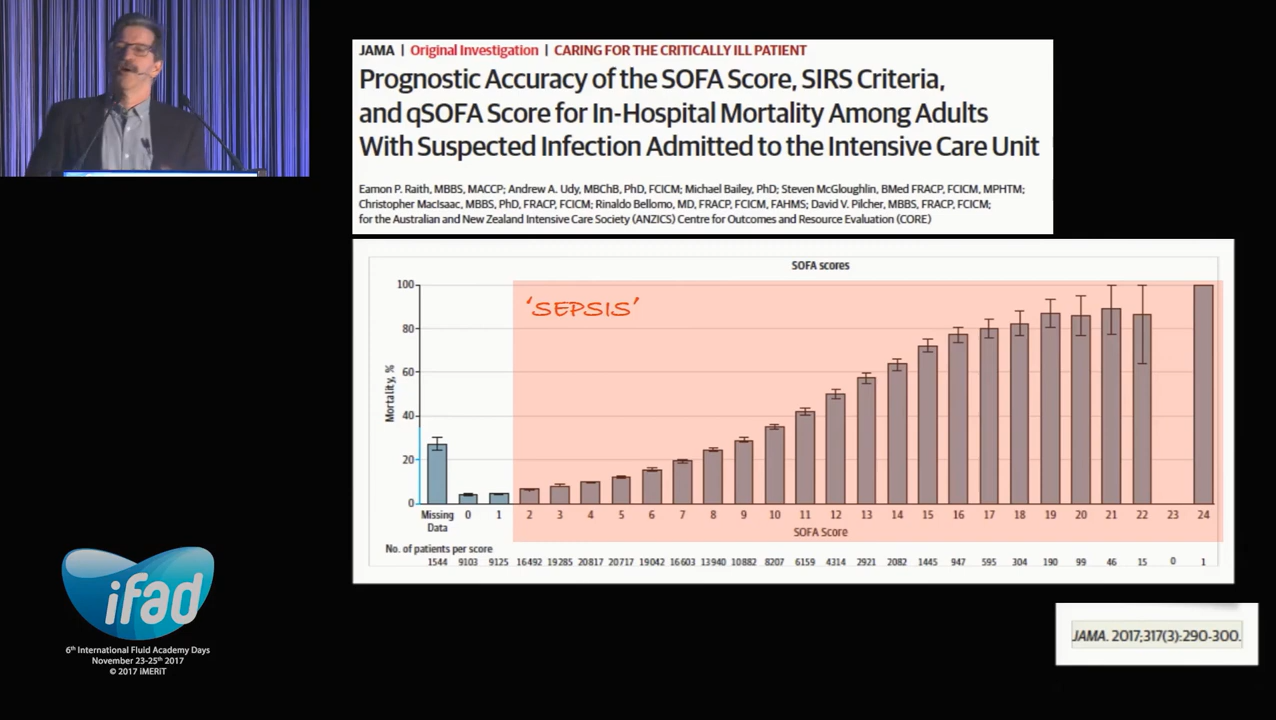 JAMA | Original Investigation | CARING FOR THE CRITICALLY ILL PATIENT
Prognostic Accuracy of the SOFA Score, SIRS Criteria,
and qSOFA Score for In-Hospital Mortality Among Adults
With Suspected Infection Admitted to the Intensive Care Unit
Eamon P. Raith, MBBS, MACCP; Andrew A. Udy, MBChB, PhD, FCICM; Michael Bailey, PhD; Steven McGloughlin, BMed FRACP, FCICM, MPHTM;
Christopher MacIsaac, MBBS, PhD, FRACP, FCICM; Rinaldo Bellomo, MD, FRACP, FCICM, FAHMS; David V. Pilcher, MBBS, FRACP, FCICM;
for the Australian and New Zealand Intensive Care Society (ANZICS) Centre for Outcomes and Resource Evaluation (CORE)
SOFA scores
'SEPSIS'
Mortality, %
100
80
60
40
20
0
Missing Data 0 1 2 3 4 5 6 7 8 9 10 11 12 13 14 15 16 17 18 19 20 21 22 23 24
SOFA Score
No. of patients per score
1544 9103 9125 16492 19285 20817 20717 19042 16603 13940 10882 8207 6159 4314 2921 2082 1445 947 595 304 190 99 46 15 0 1
ifad
6th International Fluid Academy Days
November 23-25th 2017
© 2017 iMERiT
JAMA. 2017;317(3):290-300.